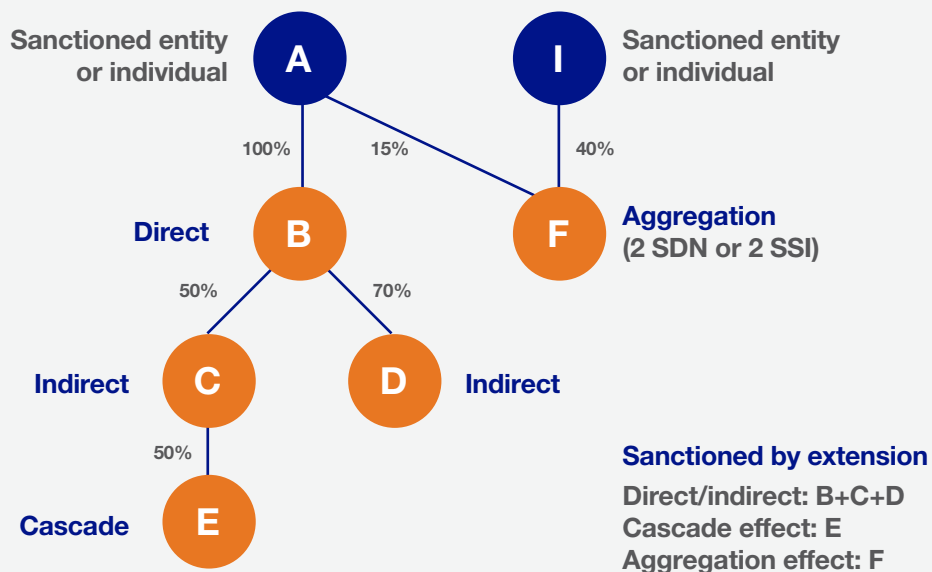 Sanctioned entity
or individual
A
I
Sanctioned entity
or individual
100%
15%
40%
Direct
B
F
Aggregation
(2 SDN or 2 SSI)
50%
70%
Indirect
C
D
Indirect
50%
Cascade
E
Sanctioned by extension
Direct/indirect: B+C+D
Cascade effect: E
Aggregation effect: F